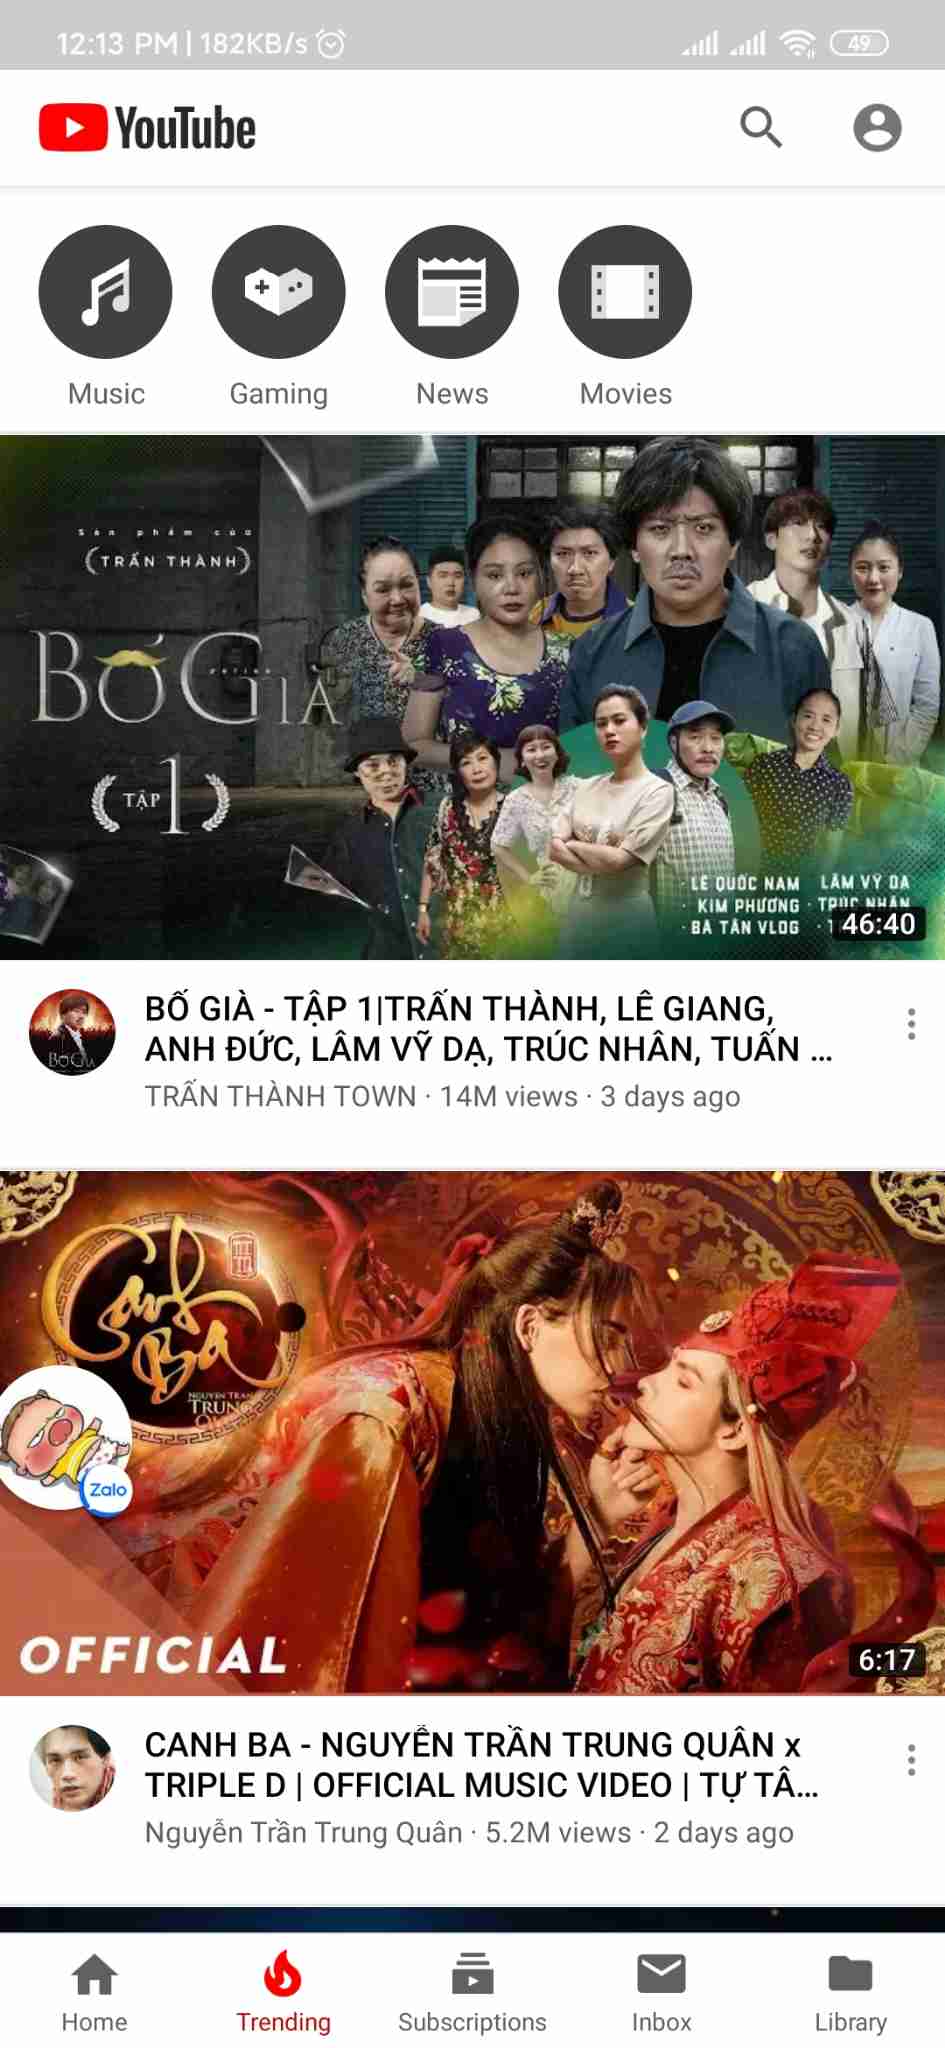 12:13 PM | 182KB/s
49
YouTube
Music
Gaming
News
Movies
Sản phẩm của
(TRẤN THÀNH)
BỐ GIÀ
series
TẬP 1
· LÊ QUỐC NAM LÂM VỸ DẠ
· KIM PHƯƠNG · TRÚC NHÂN
· BÀ TÂN VLOG ·
46:40
BỐ GIÀ - TẬP 1|TRẤN THÀNH, LÊ GIANG,
ANH ĐỨC, LÂM VỸ DẠ, TRÚC NHÂN, TUẤN ...
TRẤN THÀNH TOWN · 14M views · 3 days ago
Canh
Ba
NGUYỄN TRẦN
TRUNG
Zalo
OFFICIAL
6:17
CANH BA - NGUYỄN TRẦN TRUNG QUÂN x
TRIPLE D | OFFICIAL MUSIC VIDEO | TỰ TÂ...
Nguyễn Trần Trung Quân · 5.2M views · 2 days ago
Home
Trending
Subscriptions
Inbox
Library